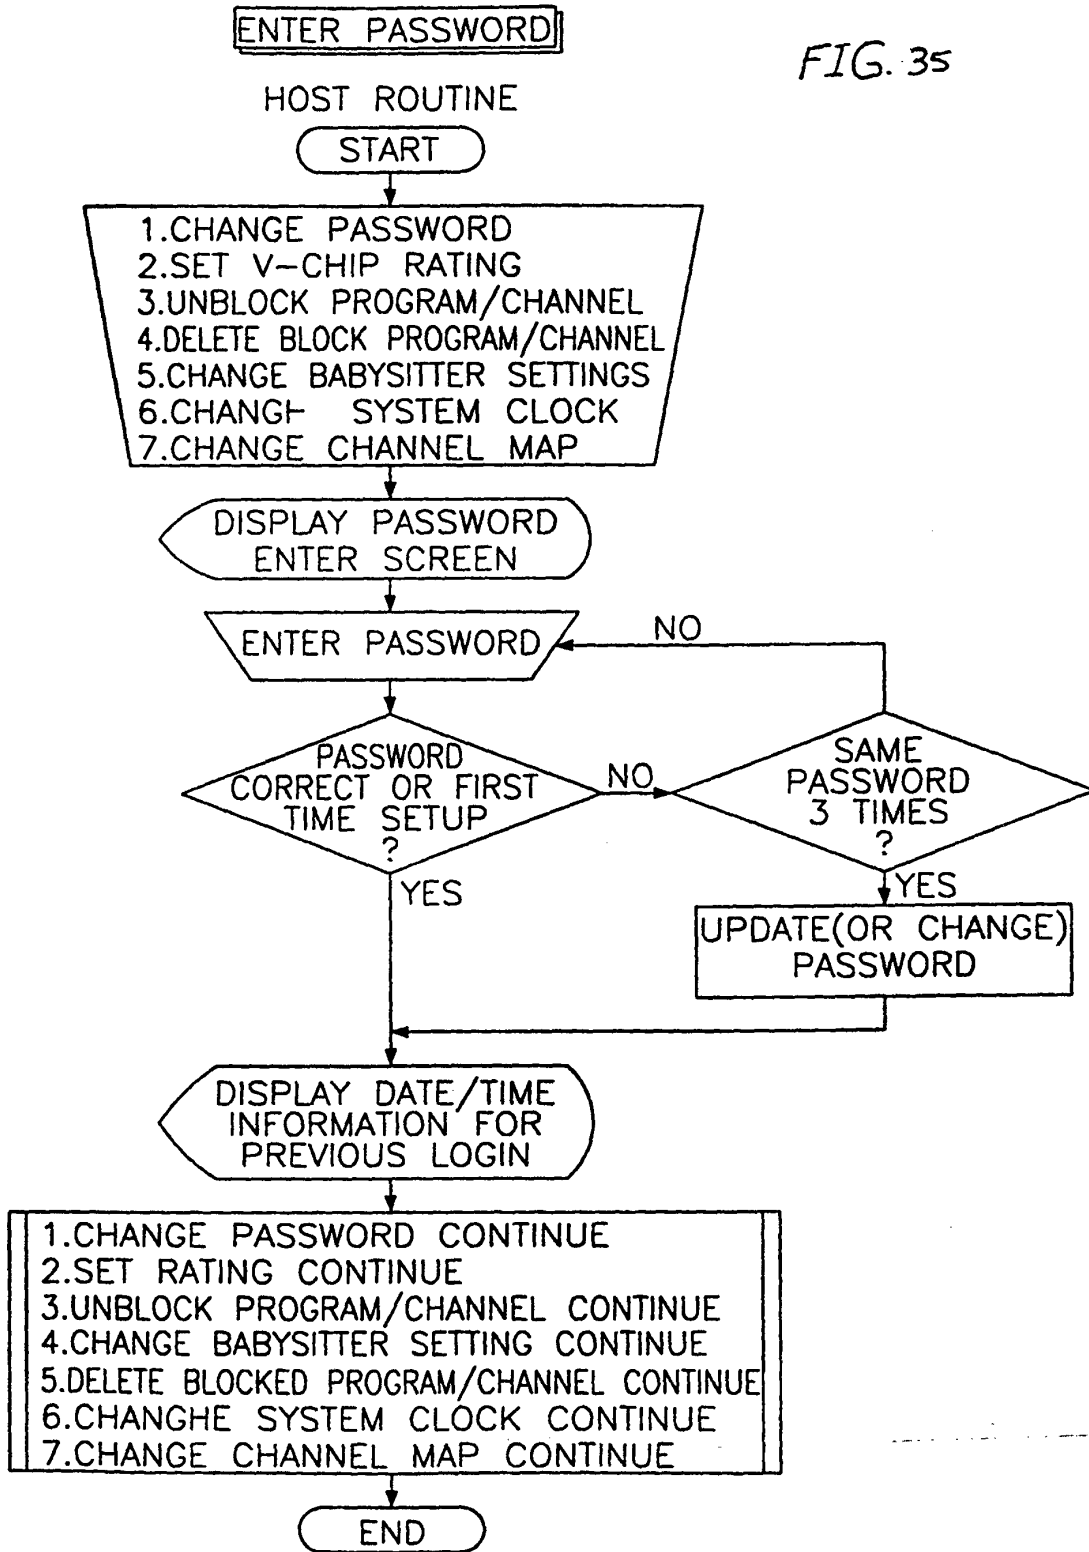 ENTER PASSWORD
FIG. 35
HOST ROUTINE
START
1.CHANGE PASSWORD
2.SET V-CHIP RATING
3.UNBLOCK PROGRAM/CHANNEL
4.DELETE BLOCK PROGRAM/CHANNEL
5.CHANGE BABYSITTER SETTINGS
6.CHANGE SYSTEM CLOCK
7.CHANGE CHANNEL MAP
DISPLAY PASSWORD
ENTER SCREEN
ENTER PASSWORD
NO
PASSWORD
CORRECT OR FIRST
TIME SETUP
?
NO
SAME
PASSWORD
3 TIMES
?
YES
YES
UPDATE(OR CHANGE)
PASSWORD
DISPLAY DATE/TIME
INFORMATION FOR
PREVIOUS LOGIN
1.CHANGE PASSWORD CONTINUE
2.SET RATING CONTINUE
3.UNBLOCK PROGRAM/CHANNEL CONTINUE
4.CHANGE BABYSITTER SETTING CONTINUE
5.DELETE BLOCKED PROGRAM/CHANNEL CONTINUE
6.CHANGHE SYSTEM CLOCK CONTINUE
7.CHANGE CHANNEL MAP CONTINUE
END